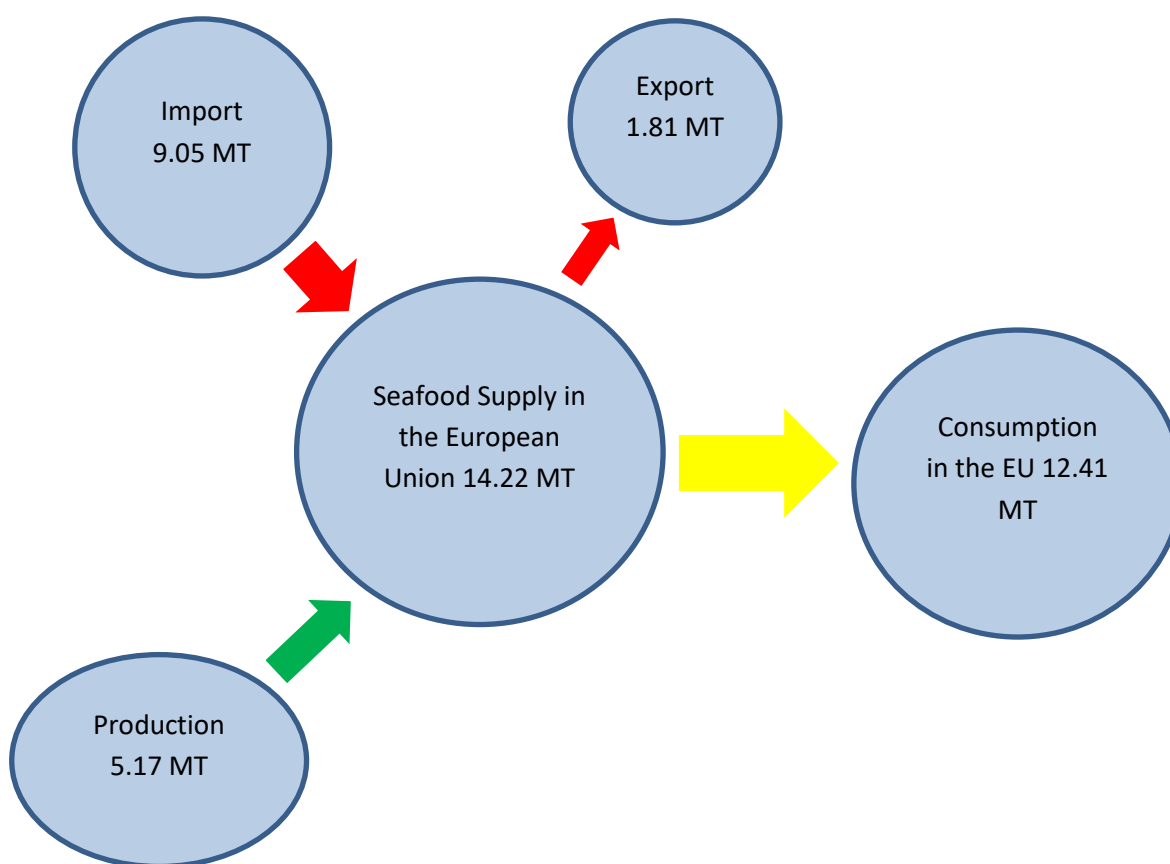 Import
9.05 MT
Export
1.81 MT
Seafood Supply in
the European
Union 14.22 MT
Consumption
in the EU 12.41
MT
Production
5.17 MT